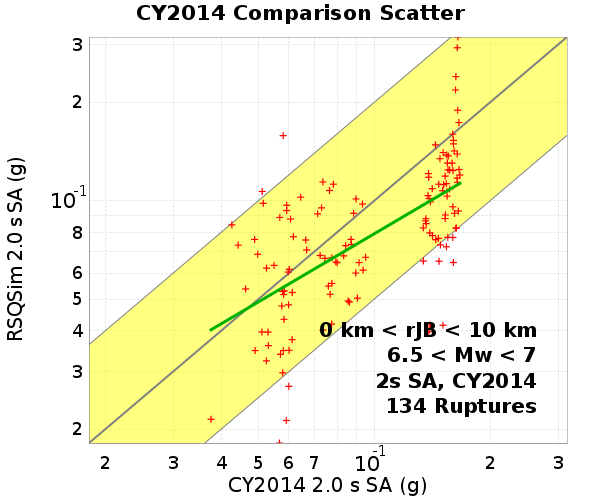 CY2014 Comparison Scatter
RSQSim 2.0 s SA (g)
3
2
10-1
8
6
5
4
3
2
0 km < rJB < 10 km
6.5 < Mw < 7
2s SA, CY2014
134 Ruptures
2 3 4 5 6 7 10-1 2 3
CY2014 2.0 s SA (g)